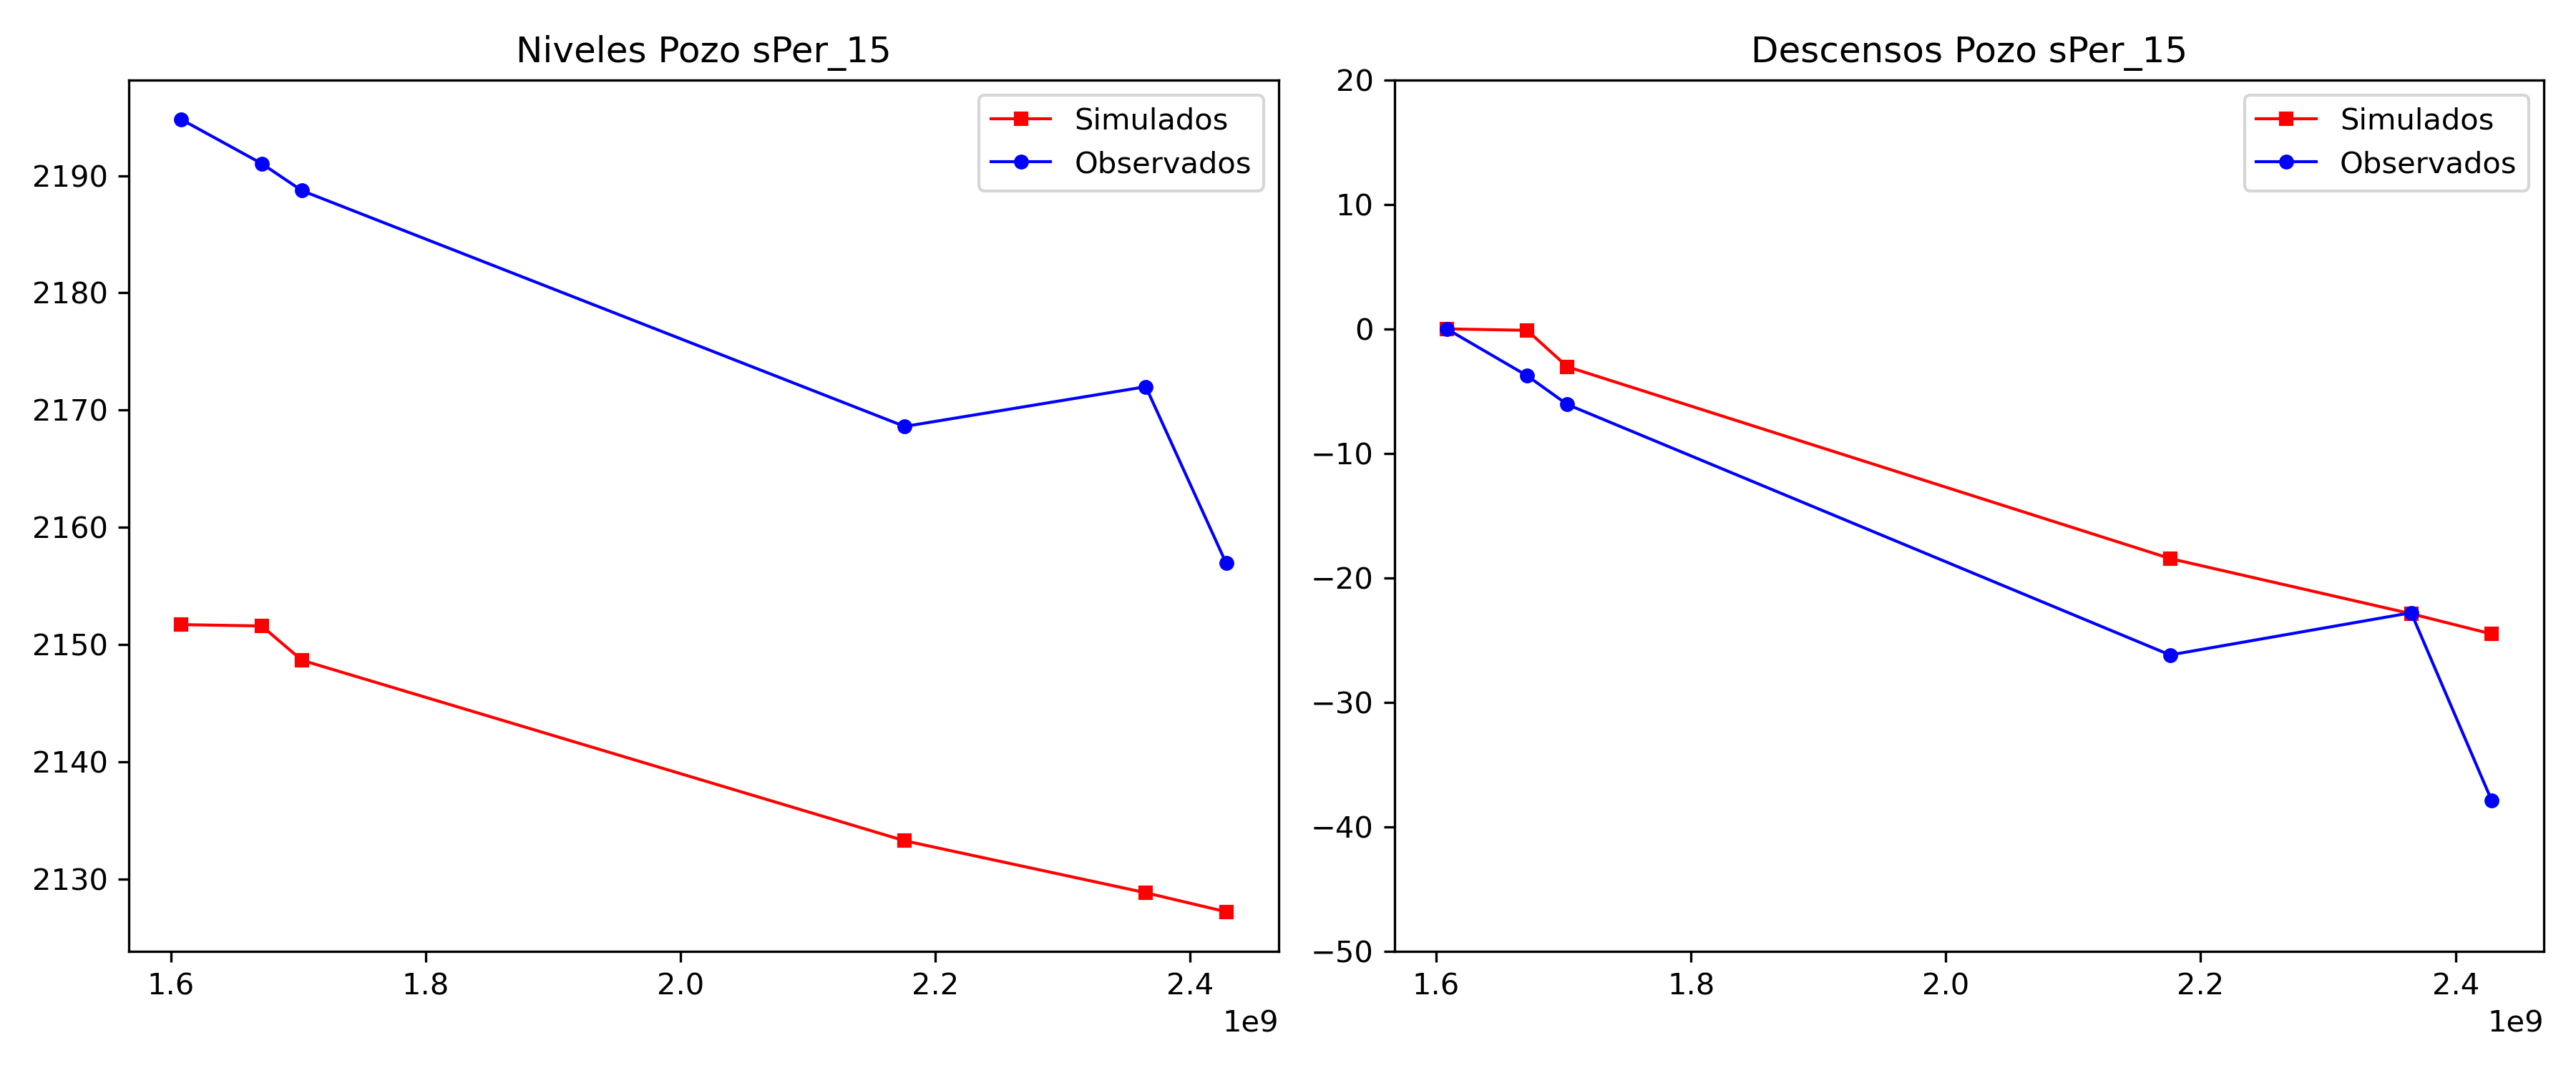 Niveles Pozo sPer_15
Simulados
Observados
2190
2180
2170
2160
2150
2140
2130
1.6 1.8 2.0 2.2 2.4
1e9
Descensos Pozo sPer_15
Simulados
Observados
20
10
0
−10
−20
−30
−40
−50
1.6 1.8 2.0 2.2 2.4
1e9